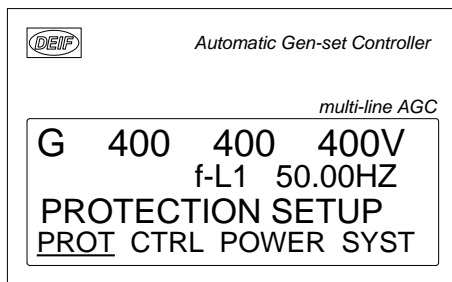 DEIF
Automatic Gen-set Controller
multi-line AGC
G 400 400 400V
f-L1 50.00HZ
PROTECTION SETUP
PROT CTRL POWER SYST